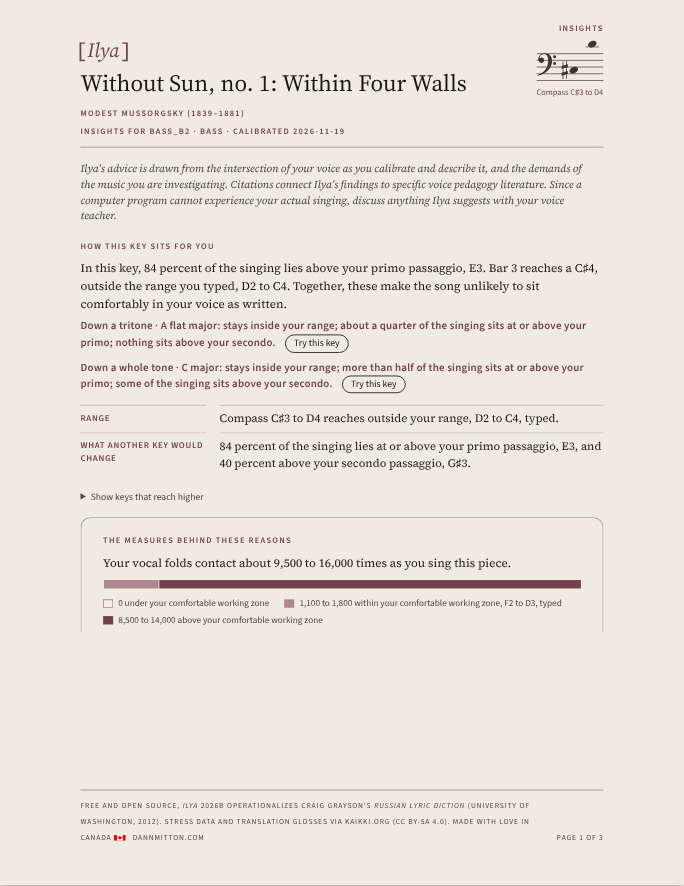 INSIGHTS
[Ilya]
Without Sun, no. 1: Within Four Walls
Compass C♯3 to D4
MODEST MUSSORGSKY (1839–1881)
INSIGHTS FOR BASS_B2 · BASS · CALIBRATED 2026-11-19
Ilya's advice is drawn from the intersection of your voice as you calibrate and describe it, and the demands of
the music you are investigating. Citations connect Ilya's findings to specific voice pedagogy literature. Since a
computer program cannot experience your actual singing, discuss anything Ilya suggests with your voice
teacher.
HOW THIS KEY SITS FOR YOU
In this key, 84 percent of the singing lies above your primo passaggio, E3. Bar 3 reaches a C♯4,
outside the range you typed, D2 to C4. Together, these make the song unlikely to sit
comfortably in your voice as written.
Down a tritone · A flat major: stays inside your range; about a quarter of the singing sits at or above your
primo; nothing sits above your secondo. Try this key
Down a whole tone · C major: stays inside your range; more than half of the singing sits at or above your
primo; some of the singing sits above your secondo. Try this key
RANGE
Compass C♯3 to D4 reaches outside your range, D2 to C4, typed.
WHAT ANOTHER KEY WOULD
CHANGE
84 percent of the singing lies at or above your primo passaggio, E3, and
40 percent above your secondo passaggio, G♯3.
▶ Show keys that reach higher
THE MEASURES BEHIND THESE REASONS
Your vocal folds contact about 9,500 to 16,000 times as you sing this piece.
0 under your comfortable working zone 1,100 to 1,800 within your comfortable working zone, F2 to D3, typed
8,500 to 14,000 above your comfortable working zone
FREE AND OPEN SOURCE, ILYA 2026B OPERATIONALIZES CRAIG GRAYSON'S RUSSIAN LYRIC DICTION (UNIVERSITY OF
WASHINGTON, 2012). STRESS DATA AND TRANSLATION GLOSSES VIA KAIKKI.ORG (CC BY-SA 4.0). MADE WITH LOVE IN
CANADA 🇨🇦 DANNMITTON.COM
PAGE 1 OF 3